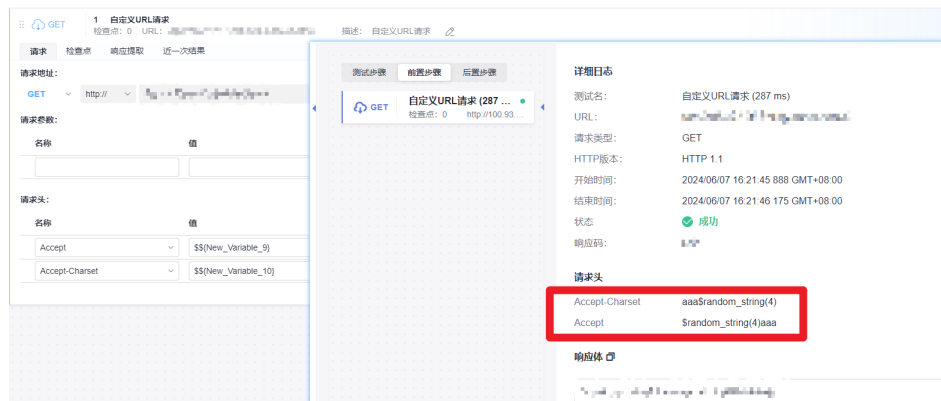 GET
1 自定义URL请求
检查点：0 URL：
描述： 自定义URL请求
请求 检查点 响应提取 近一次结果
请求地址：
GET http://
请求参数：
名称 值
请求头：
名称 值
Accept $${New_Variable_9}
Accept-Charset $${New_Variable_10}
测试步骤 前置步骤 后置步骤
GET 自定义URL请求 (287 ...
检查点：0 http://100.93....
详细日志
测试名： 自定义URL请求 (287 ms)
URL：
请求类型： GET
HTTP版本： HTTP 1.1
开始时间： 2024/06/07 16:21:45 888 GMT+08:00
结束时间： 2024/06/07 16:21:46 175 GMT+08:00
状态 成功
响应码：
请求头
Accept-Charset aaa$random_string(4)
Accept $random_string(4)aaa
响应体